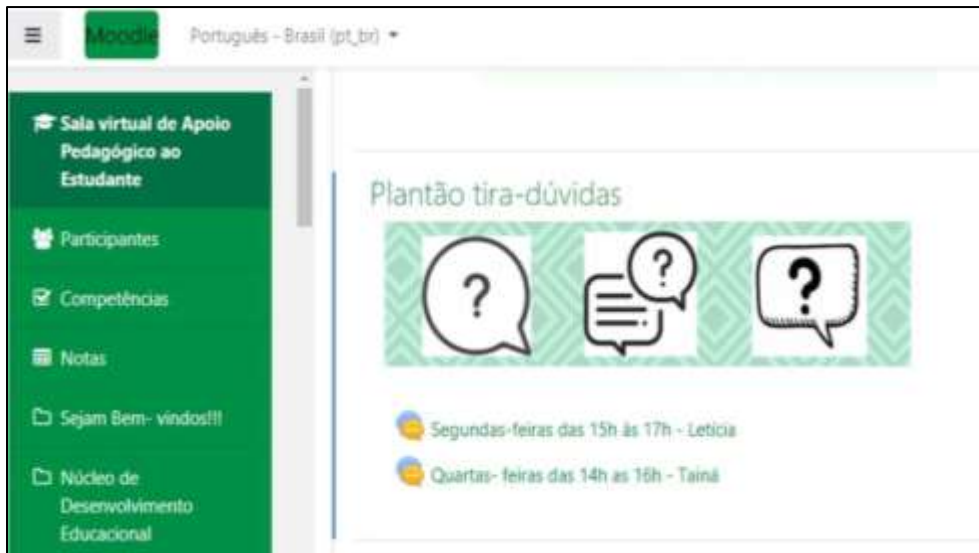 Moodle
Português - Brasil (pt_br)
Sala virtual de Apoio
Pedagógico ao
Estudante
Participantes
Competências
Notas
Sejam Bem- vindos!!!
Núcleo de
Desenvolvimento
Educacional
Plantão tira-dúvidas
?
?
?
Segundas-feiras das 15h às 17h - Letícia
Quartas- feiras das 14h as 16h - Tainá